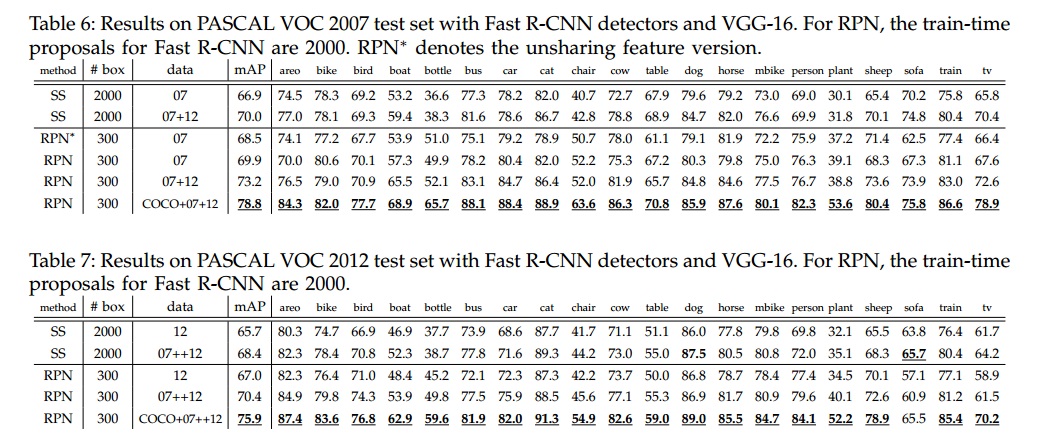 Table 6: Results on PASCAL VOC 2007 test set with Fast R-CNN detectors and VGG-16. For RPN, the train-time
proposals for Fast R-CNN are 2000. RPN* denotes the unsharing feature version.
method # box data mAP areo bike bird boat bottle bus car cat chair cow table dog horse mbike person plant sheep sofa train tv
SS 2000 07 66.9 74.5 78.3 69.2 53.2 36.6 77.3 78.2 82.0 40.7 72.7 67.9 79.6 79.2 73.0 69.0 30.1 65.4 70.2 75.8 65.8
SS 2000 07+12 70.0 77.0 78.1 69.3 59.4 38.3 81.6 78.6 86.7 42.8 78.8 68.9 84.7 82.0 76.6 69.9 31.8 70.1 74.8 80.4 70.4
RPN* 300 07 68.5 74.1 77.2 67.7 53.9 51.0 75.1 79.2 78.9 50.7 78.0 61.1 79.1 81.9 72.2 75.9 37.2 71.4 62.5 77.4 66.4
RPN 300 07 69.9 70.0 80.6 70.1 57.3 49.9 78.2 80.4 82.0 52.2 75.3 67.2 80.3 79.8 75.0 76.3 39.1 68.3 67.3 81.1 67.6
RPN 300 07+12 73.2 76.5 79.0 70.9 65.5 52.1 83.1 84.7 86.4 52.0 81.9 65.7 84.8 84.6 77.5 76.7 38.8 73.6 73.9 83.0 72.6
RPN 300 COCO+07+12 78.8 84.3 82.0 77.7 68.9 65.7 88.1 88.4 88.9 63.6 86.3 70.8 85.9 87.6 80.1 82.3 53.6 80.4 75.8 86.6 78.9
Table 7: Results on PASCAL VOC 2012 test set with Fast R-CNN detectors and VGG-16. For RPN, the train-time
proposals for Fast R-CNN are 2000.
method # box data mAP areo bike bird boat bottle bus car cat chair cow table dog horse mbike person plant sheep sofa train tv
SS 2000 12 65.7 80.3 74.7 66.9 46.9 37.7 73.9 68.6 87.7 41.7 71.1 51.1 86.0 77.8 79.8 69.8 32.1 65.5 63.8 76.4 61.7
SS 2000 07++12 68.4 82.3 78.4 70.8 52.3 38.7 77.8 71.6 89.3 44.2 73.0 55.0 87.5 80.5 80.8 72.0 35.1 68.3 65.7 80.4 64.2
RPN 300 12 67.0 82.3 76.4 71.0 48.4 45.2 72.1 72.3 87.3 42.2 73.7 50.0 86.8 78.7 78.4 77.4 34.5 70.1 57.1 77.1 58.9
RPN 300 07++12 70.4 84.9 79.8 74.3 53.9 49.8 77.5 75.9 88.5 45.6 77.1 55.3 86.9 81.7 80.9 79.6 40.1 72.6 60.9 81.2 61.5
RPN 300 COCO+07++12 75.9 87.4 83.6 76.8 62.9 59.6 81.9 82.0 91.3 54.9 82.6 59.0 89.0 85.5 84.7 84.1 52.2 78.9 65.5 85.4 70.2